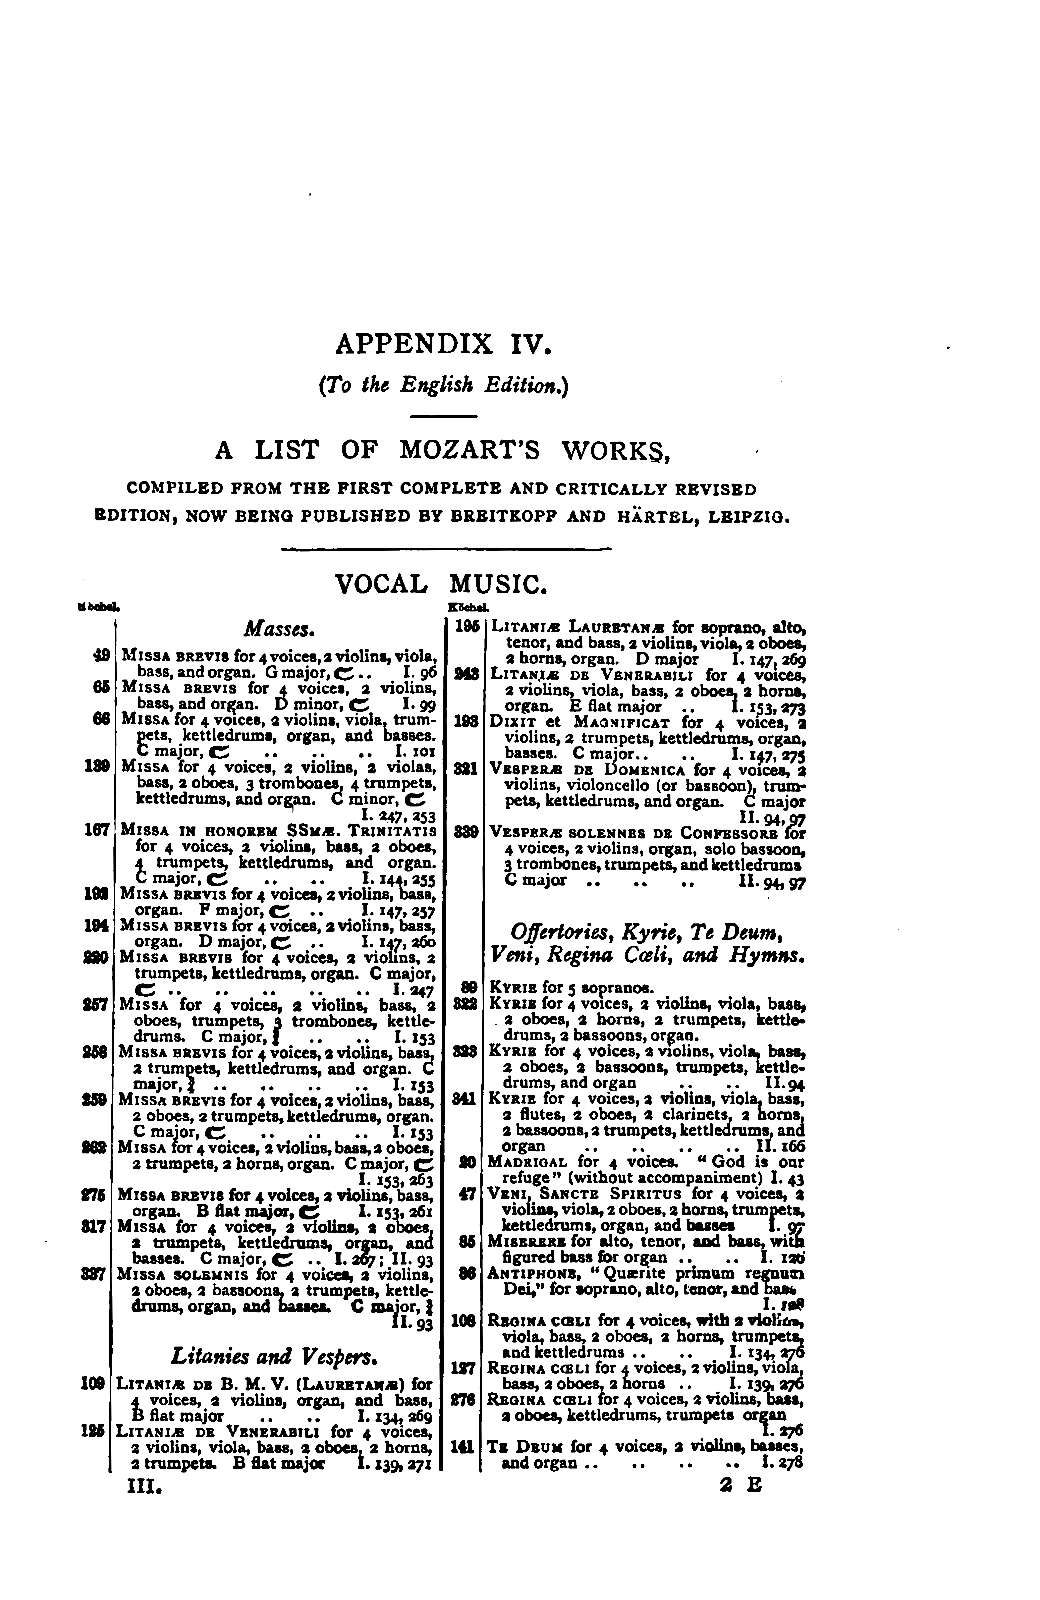 APPENDIX IV.
(To the English Edition.)
A LIST OF MOZART'S WORKS,
COMPILED FROM THE FIRST COMPLETE AND CRITICALLY REVISED
EDITION, NOW BEING PUBLISHED BY BREITKOPF AND HÄRTEL, LEIPZIG.
VOCAL MUSIC.
Köchel.
Masses.
49 MISSA BREVIS for 4 voices, 2 violins, viola,
bass, and organ. G major, C .. I. 96
65 MISSA BREVIS for 4 voices, 2 violins,
bass, and organ. D minor, C I. 99
66 MISSA for 4 voices, 2 violins, viola, trum-
pets, kettledrums, organ, and basses.
C major, C .. .. .. I. 101
139 MISSA for 4 voices, 2 violins, 2 violas,
bass, 2 oboes, 3 trombones, 4 trumpets,
kettledrums, and organ. C minor, C
I. 247, 253
167 MISSA IN HONOREM SSMÆ. TRINITATIS
for 4 voices, 2 violins, bass, 2 oboes,
4 trumpets, kettledrums, and organ.
C major, C .. .. I. 144, 255
192 MISSA BREVIS for 4 voices, 2 violins, bass,
organ. F major, C .. I. 147, 257
194 MISSA BREVIS for 4 voices, 2 violins, bass,
organ. D major, C .. I. 147, 260
220 MISSA BREVIS for 4 voices, 2 violins, 2
trumpets, kettledrums, organ. C major,
C .. .. .. .. .. I. 247
257 MISSA for 4 voices, 2 violins, bass, 2
oboes, trumpets, 3 trombones, kettle-
drums. C major, .. .. I. 153
258 MISSA BREVIS for 4 voices, 2 violins, bass,
2 trumpets, kettledrums, and organ. C
major, .. .. .. .. I. 153
259 MISSA BREVIS for 4 voices, 2 violins, bass,
2 oboes, 2 trumpets, kettledrums, organ.
C major, C .. .. .. I. 153
262 MISSA for 4 voices, 2 violins, bass, 2 oboes,
2 trumpets, 2 horns, organ. C major, C
I. 153, 263
275 MISSA BREVIS for 4 voices, 2 violins, bass,
organ. B flat major, C I. 153, 261
317 MISSA for 4 voices, 2 violins, 2 oboes,
2 trumpets, kettledrums, organ, and
basses. C major, C .. I. 267; II. 93
337 MISSA SOLEMNIS for 4 voices, 2 violins,
2 oboes, 2 bassoons, 2 trumpets, kettle-
drums, organ, and basses. C major,
II. 93
Litanies and Vespers.
109 LITANIÆ DE B. M. V. (LAURETANÆ) for
4 voices, 2 violins, organ, and bass,
B flat major .. .. I. 134, 269
125 LITANIÆ DE VENERABILI for 4 voices,
2 violins, viola, bass, 2 oboes, 2 horns,
2 trumpets. B flat major I. 139, 271
III.
Köchel.
195 LITANIÆ LAURETANÆ for soprano, alto,
tenor, and bass, 2 violins, viola, 2 oboes,
2 horns, organ. D major I. 147, 269
243 LITANIÆ DE VENERABILI for 4 voices,
2 violins, viola, bass, 2 oboes, 2 horns,
organ. E flat major .. I. 153, 273
193 DIXIT et MAGNIFICAT for 4 voices, 2
violins, 2 trumpets, kettledrums, organ,
basses. C major.. .. I. 147, 275
321 VESPERÆ DE DOMENICA for 4 voices, 2
violins, violoncello (or bassoon), trum-
pets, kettledrums, and organ. C major
II. 94, 97
339 VESPERÆ SOLENNES DE CONFESSORE for
4 voices, 2 violins, organ, solo bassoon,
3 trombones, trumpets, and kettledrums
C major .. .. .. II. 94, 97
Offertories, Kyrie, Te Deum,
Veni, Regina Cœli, and Hymns.
89 KYRIE for 5 sopranos.
322 KYRIE for 4 voices, 2 violins, viola, bass,
2 oboes, 2 horns, 2 trumpets, kettle-
drums, 2 bassoons, organ.
323 KYRIE for 4 voices, 2 violins, viola, bass,
2 oboes, 2 bassoons, trumpets, kettle-
drums, and organ .. .. II. 94
341 KYRIE for 4 voices, 2 violins, viola, bass,
2 flutes, 2 oboes, 2 clarinets, 2 horns,
2 bassoons, 2 trumpets, kettledrums, and
organ .. .. .. .. II. 166
20 MADRIGAL for 4 voices. "God is our
refuge" (without accompaniment) I. 43
47 VENI, SANCTE SPIRITUS for 4 voices, 2
violins, viola, 2 oboes, 2 horns, trumpets,
kettledrums, organ, and basses I. 97
85 MISERERE for alto, tenor, and bass, with
figured bass for organ .. .. I. 126
86 ANTIPHONS, "Quærite primum regnum
Dei," for soprano, alto, tenor, and bass
I.
108 REGINA CŒLI for 4 voices, with 2 violins,
viola, bass, 2 oboes, 2 horns, trumpets,
and kettledrums .. .. I. 134, 276
127 REGINA CŒLI for 4 voices, 2 violins, viola,
bass, 2 oboes, 2 horns .. I. 139, 276
276 REGINA CŒLI for 4 voices, 2 violins, bass,
2 oboes, kettledrums, trumpets organ
I. 276
141 TE DEUM for 4 voices, 2 violins, basses,
and organ .. .. .. .. I. 278
2 E